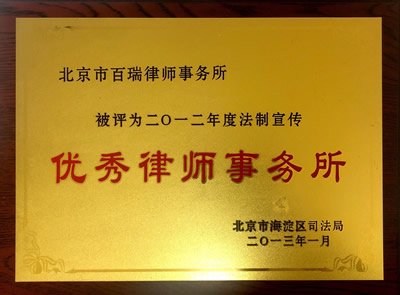 北京市百瑞律师事务所
被评为二〇一二年度法制宣传
优秀律师事务所
北京市海淀区司法局
二〇一三年一月